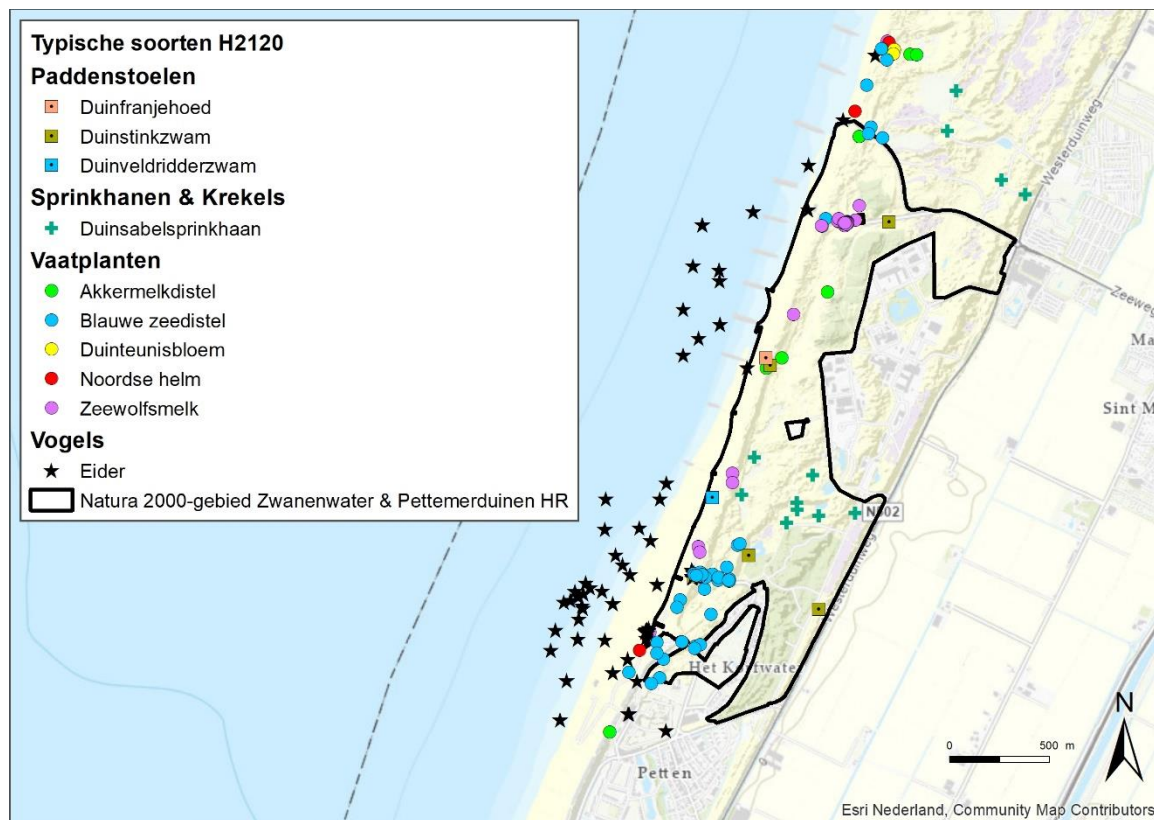 Typische soorten H2120
Paddenstoelen
Duinfranjehoed
Duinstinkzwam
Duinveldridderzwam
Sprinkhanen & Krekels
Duinsabelsprinkhaan
Vaatplanten
Akkermelkdistel
Blauwe zeedistel
Duinteunisbloem
Noordse helm
Zeewolfsmelk
Vogels
Eider
Natura 2000-gebied Zwanenwater & Pettemerduinen HR
Westerduinweg
Zeeweg
Ma
Sint M
N502
Westerduinweg
Het Korfwater
Petten
N
0 500 m
Esri Nederland, Community Map Contributors